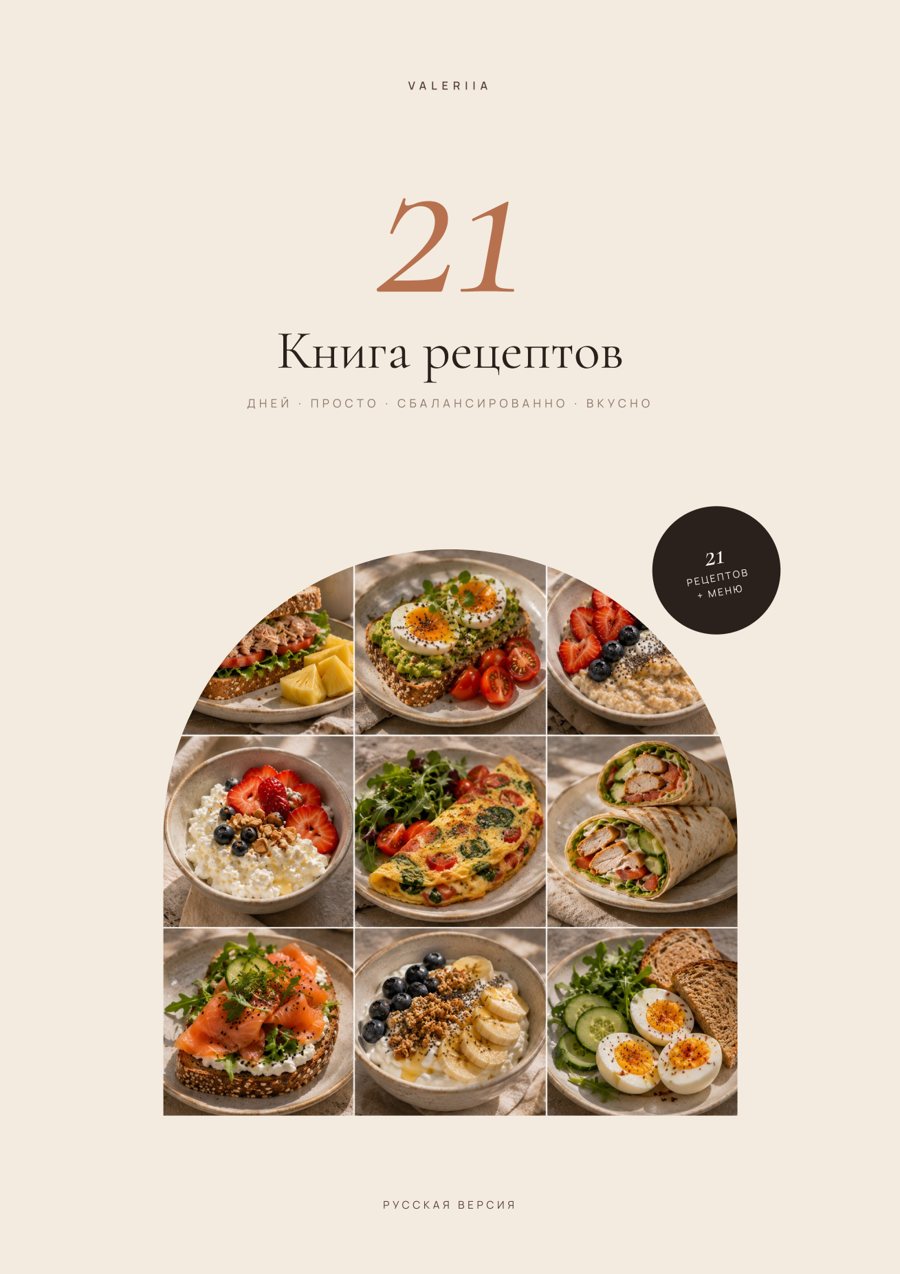 VALERIIA
21
Книга рецептов
ДНЕЙ · ПРОСТО · СБАЛАНСИРОВАННО · ВКУСНО
21
РЕЦЕПТОВ
+ МЕНЮ
РУССКАЯ ВЕРСИЯ